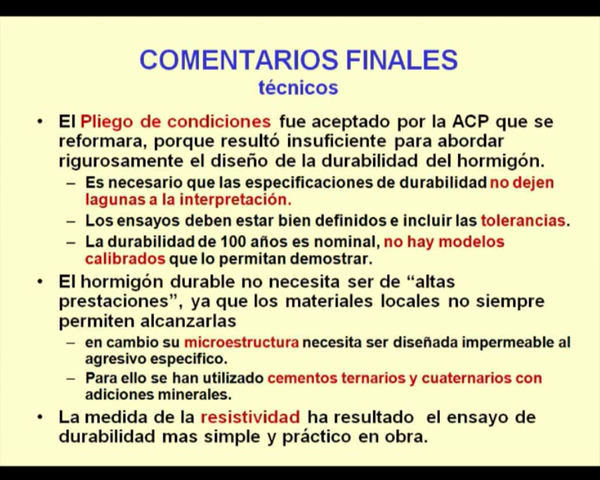 COMENTARIOS FINALES
técnicos
• El Pliego de condiciones fue aceptado por la ACP que se
reformara, porque resultó insuficiente para abordar
rigurosamente el diseño de la durabilidad del hormigón.
– Es necesario que las especificaciones de durabilidad no dejen
lagunas a la interpretación.
– Los ensayos deben estar bien definidos e incluir las tolerancias.
– La durabilidad de 100 años es nominal, no hay modelos
calibrados que lo permitan demostrar.
• El hormigón durable no necesita ser de “altas
prestaciones”, ya que los materiales locales no siempre
permiten alcanzarlas
– en cambio su microestructura necesita ser diseñada impermeable al
agresivo especifico.
– Para ello se han utilizado cementos ternarios y cuaternarios con
adiciones minerales.
• La medida de la resistividad ha resultado el ensayo de
durabilidad mas simple y práctico en obra.